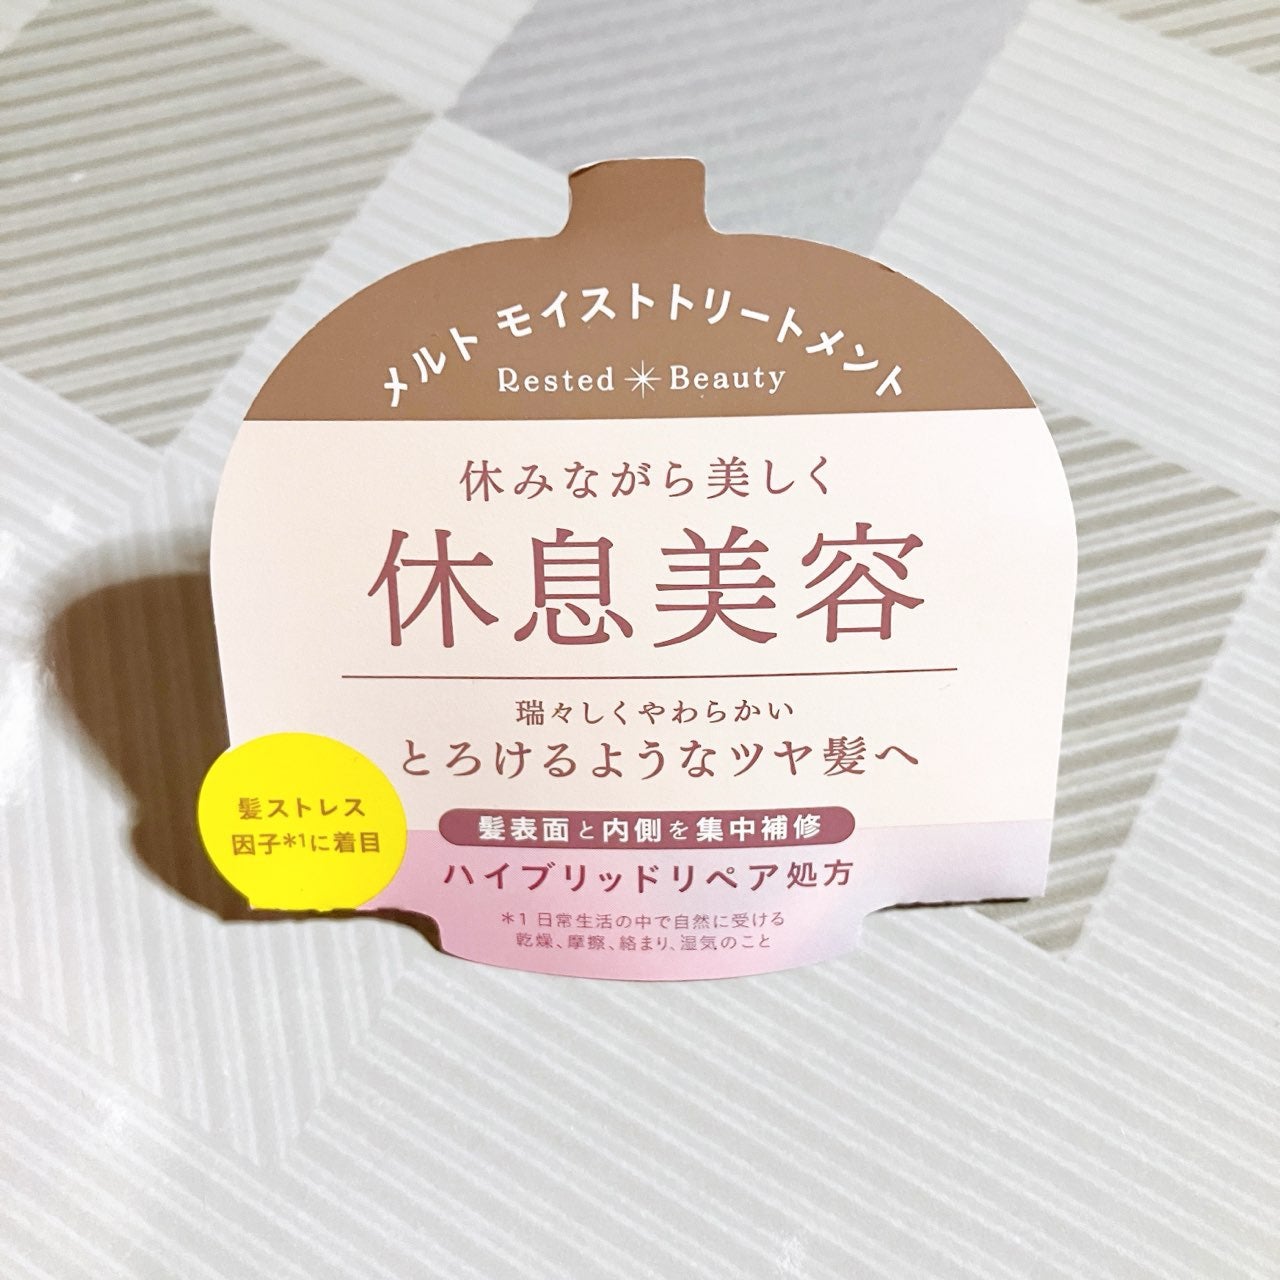 メルト モイストトリートメント
Rested Beauty
休みながら美しく
休息美容
瑞々しくやわらかい
とろけるようなツヤ髪へ
髪ストレス
因子*1に着目
髪表面と内側を集中補修
ハイブリッドリペア処方
*1 日常生活の中で自然に受ける
乾燥、摩擦、絡まり、湿気のこと